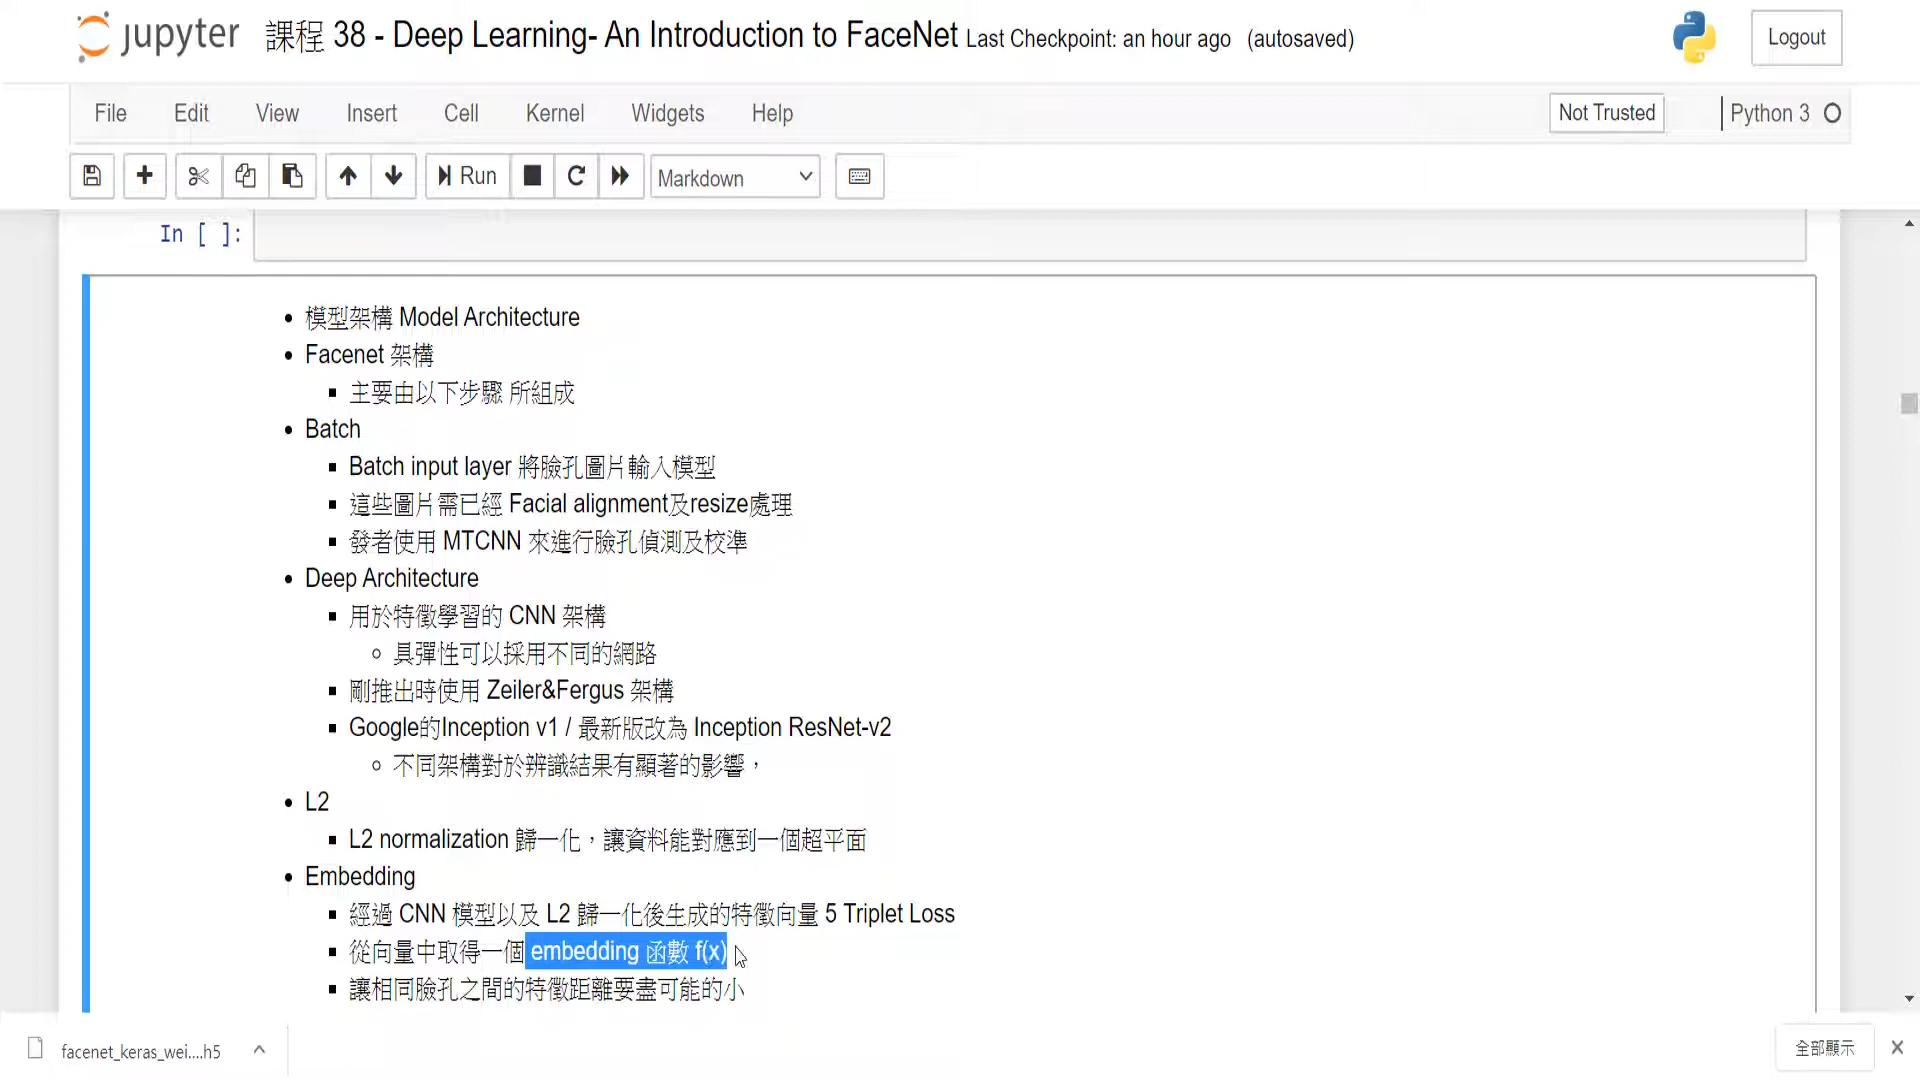 jupyter 課程 38 - Deep Learning- An Introduction to FaceNet Last Checkpoint: an hour ago (autosaved) Logout
File Edit View Insert Cell Kernel Widgets Help Not Trusted Python 3
Run Markdown
In [ ]:
模型架構 Model Architecture
Facenet 架構
主要由以下步驟 所組成
Batch
Batch input layer 將臉孔圖片輸入模型
這些圖片需已經 Facial alignment及resize處理
發者使用 MTCNN 來進行臉孔偵測及校準
Deep Architecture
用於特徵學習的 CNN 架構
具彈性可以採用不同的網路
剛推出時使用 Zeiler&Fergus 架構
Google的Inception v1 / 最新版改為 Inception ResNet-v2
不同架構對於辨識結果有顯著的影響，
L2
L2 normalization 歸一化，讓資料能對應到一個超平面
Embedding
經過 CNN 模型以及 L2 歸一化後生成的特徵向量 5 Triplet Loss
從向量中取得一個 embedding 函數 f(x)
讓相同臉孔之間的特徵距離要盡可能的小
facenet_keras_wei....h5 全部顯示